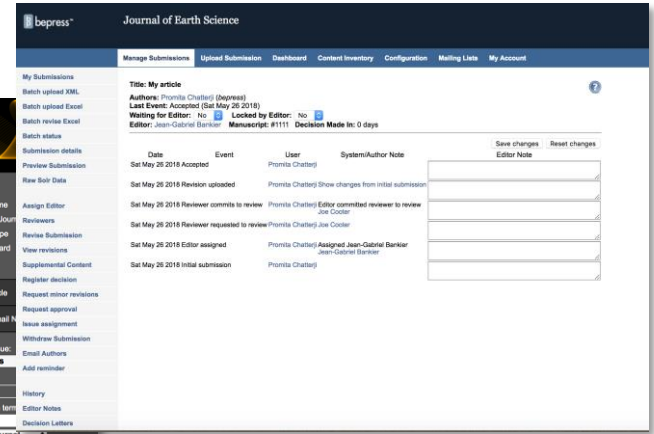 bepress™
Journal of Earth Science
Manage Submissions Upload Submission Dashboard Content Inventory Configuration Mailing Lists My Account
My Submissions
Batch upload XML
Batch upload Excel
Batch revise Excel
Batch status
Submission details
Preview Submission
Raw Solr Data
Assign Editor
Reviewers
Revise Submission
View revisions
Supplemental Content
Register decision
Request minor revisions
Request approval
Issue assignment
Withdraw Submission
Email Authors
Add reminder
History
Editor Notes
Decision Letters
Title: My article
Authors: Promita Chatterji (bepress)
Last Event: Accepted (Sat May 26 2018)
Waiting for Editor: No Locked by Editor: No
Editor: Jean-Gabriel Bankier Manuscript: #1111 Decision Made In: 0 days
Save changes Reset changes
Date Event User System/Author Note Editor Note
Sat May 26 2018 Accepted Promita Chatterji
Sat May 26 2018 Revision uploaded Promita Chatterji Show changes from initial submission
Sat May 26 2018 Reviewer commits to review Promita Chatterji Editor committed reviewer to review
Joe Cooter
Sat May 26 2018 Reviewer requested to review Promita Chatterji Joe Cooter
Sat May 26 2018 Editor assigned Promita Chatterji Assigned Jean-Gabriel Bankier
Jean-Gabriel Bankier
Sat May 26 2018 Initial submission Promita Chatterji